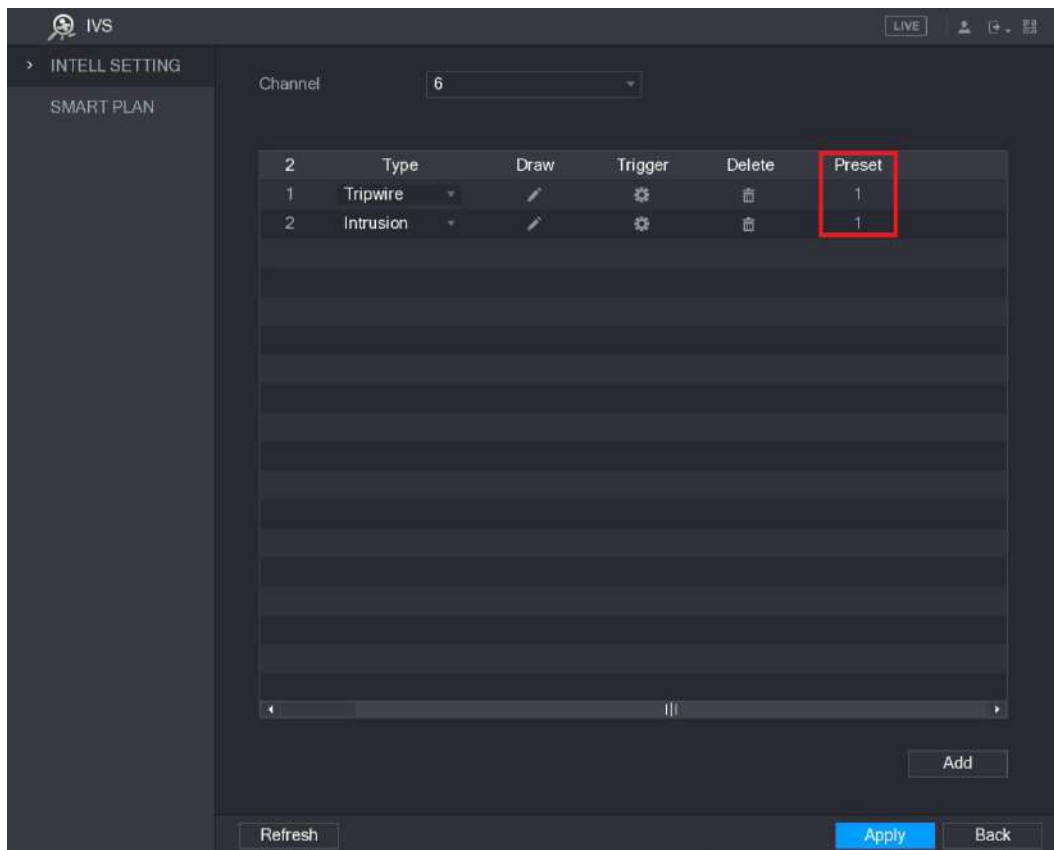 IVS LIVE
INTELL SETTING
SMART PLAN
Channel 6
2 Type Draw Trigger Delete Preset
1 Tripwire 1
2 Intrusion 1
Add
Refresh Apply Back